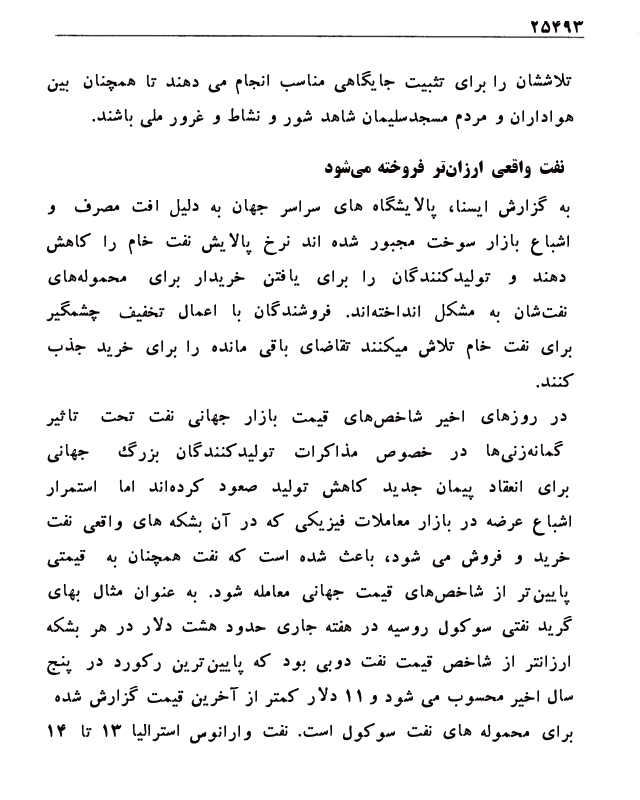 ۲۵۴۹۳
تلاششان را برای تثبیت جایگاهی مناسب انجام می دهند تا همچنان بین
هواداران و مردم مسجدسلیمان شاهد شور و نشاط و غرور ملی باشند.
نفت واقعی ارزان‌تر فروخته می‌شود
به گزارش ایسنا، پالایشگاه های سراسر جهان به دلیل افت مصرف و
اشباع بازار سوخت مجبور شده اند نرخ پالایش نفت خام را کاهش
دهند و تولیدکنندگان را برای یافتن خریدار برای محموله‌های
نفت‌شان به مشکل انداخته‌اند. فروشندگان با اعمال تخفیف چشمگیر
برای نفت خام تلاش میکنند تقاضای باقی مانده را برای خرید جذب
کنند.
در روزهای اخیر شاخص‌های قیمت بازار جهانی نفت تحت تاثیر
گمانه‌زنی‌ها در خصوص مذاکرات تولیدکنندگان بزرگ جهانی
برای انعقاد پیمان جدید کاهش تولید صعود کرده‌اند اما استمرار
اشباع عرضه در بازار معاملات فیزیکی که در آن بشکه های واقعی نفت
خرید و فروش می شود، باعث شده است که نفت همچنان به قیمتی
پایین‌تر از شاخص‌های قیمت جهانی معامله شود. به عنوان مثال بهای
گرید نفتی سوکول روسیه در هفته جاری حدود هشت دلار در هر بشکه
ارزانتر از شاخص قیمت نفت دوبی بود که پایین‌ترین رکورد در پنج
سال اخیر محسوب می شود و ۱۱ دلار کمتر از آخرین قیمت گزارش شده
برای محموله های نفت سوکول است. نفت وارانوس استرالیا ۱۳ تا ۱۴